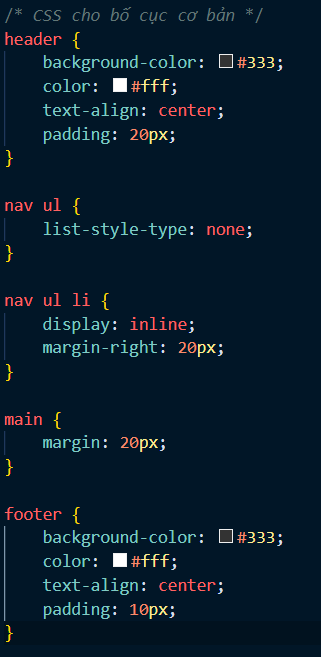 /* CSS cho bố cục cơ bản */
header {
    background-color: #333;
    color: #fff;
    text-align: center;
    padding: 20px;
}

nav ul {
    list-style-type: none;
}

nav ul li {
    display: inline;
    margin-right: 20px;
}

main {
    margin: 20px;
}

footer {
    background-color: #333;
    color: #fff;
    text-align: center;
    padding: 10px;
}